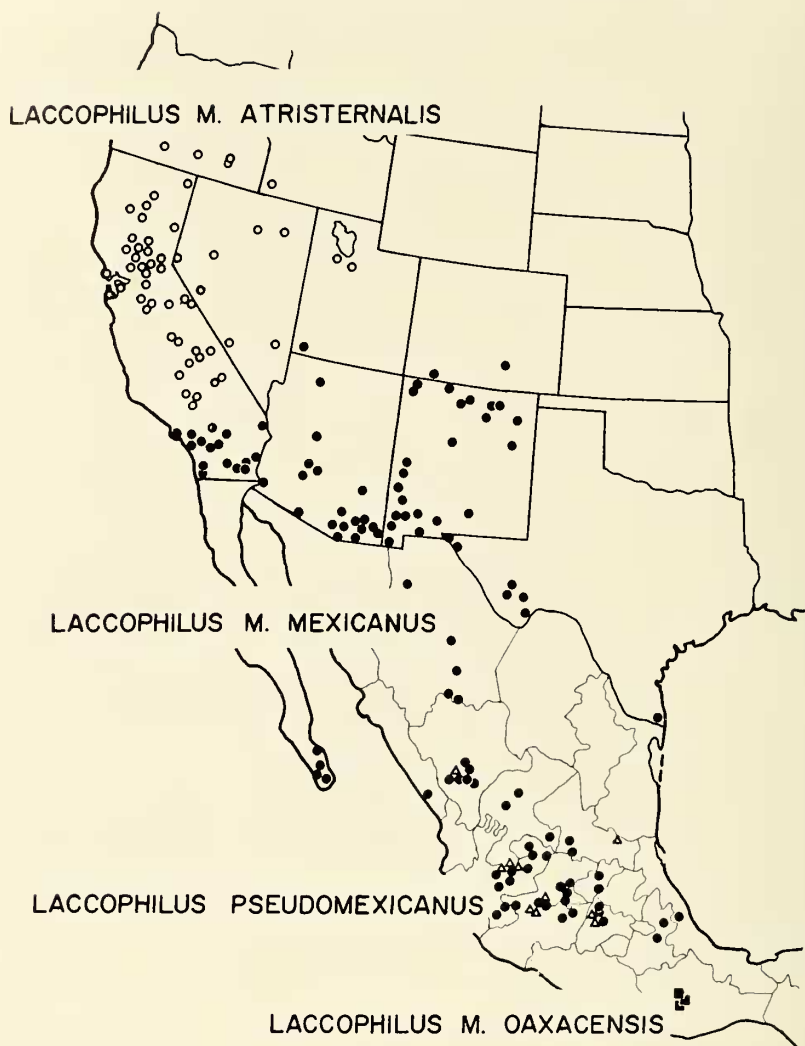 LACCOPHILUS M. ATRISTERNALIS
LACCOPHILUS M. MEXICANUS
LACCOPHILUS PSEUDOMEXICANUS
LACCOPHILUS M. OAXACENSIS